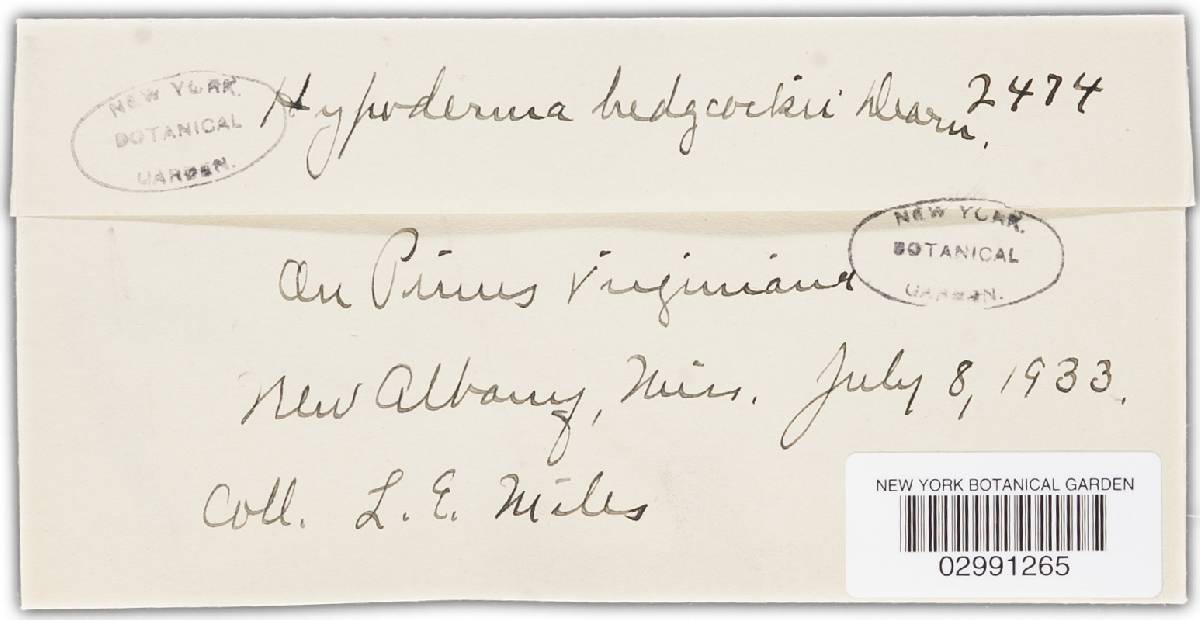 NEW YORK.
BOTANICAL
GARDEN.
Hypoderma hedgcockii Dearn. 2474
On Pinus virginiana
NEW YORK.
BOTANICAL
GARDEN.
New Albany, Miss. July 8, 1933.
Coll. L. E. Miles
NEW YORK BOTANICAL GARDEN
02991265